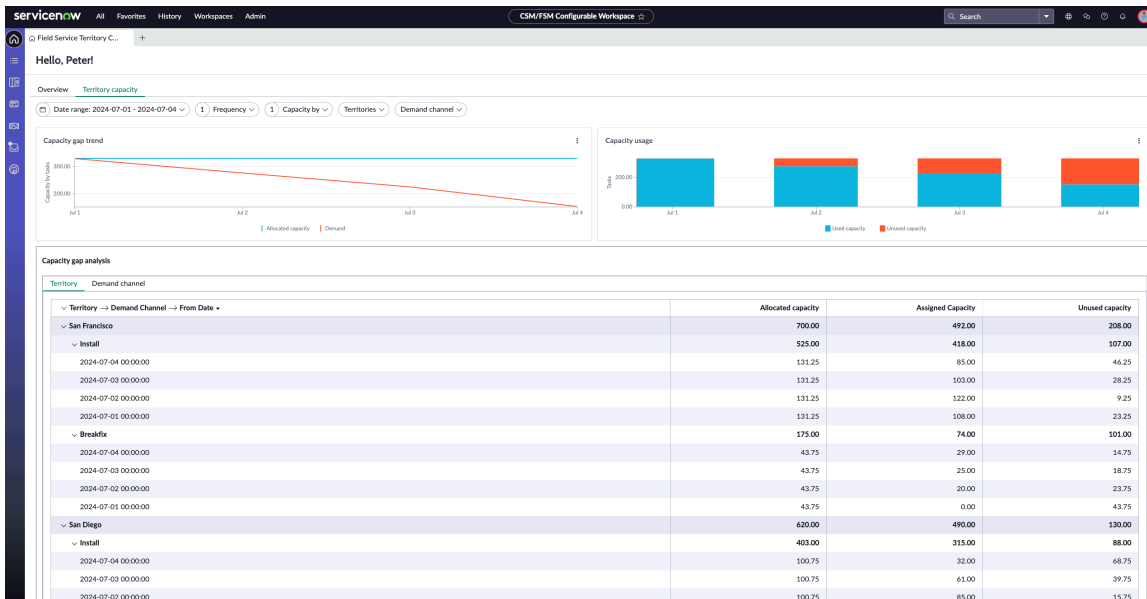 servicenow All Favorites History Workspaces Admin CSM/FSM Configurable Workspace Search
Field Service Territory C... +
Hello, Peter!
Overview Territory capacity
Date range: 2024-07-01 - 2024-07-04 1 Frequency 1 Capacity by Territories Demand channel
Capacity gap trend
Capacity by tasks
300.00
200.00
Jul 1 Jul 2 Jul 3 Jul 4
Allocated capacity Demand
Capacity usage
Tasks
200.00
0.00
Jul 1 Jul 2 Jul 3 Jul 4
Used capacity Unused capacity
Capacity gap analysis
Territory Demand channel
Territory → Demand Channel → From Date Allocated capacity Assigned Capacity Unused capacity
San Francisco 700.00 492.00 208.00
Install 525.00 418.00 107.00
2024-07-04 00:00:00 131.25 85.00 46.25
2024-07-03 00:00:00 131.25 103.00 28.25
2024-07-02 00:00:00 131.25 122.00 9.25
2024-07-01 00:00:00 131.25 108.00 23.25
Breakfix 175.00 74.00 101.00
2024-07-04 00:00:00 43.75 29.00 14.75
2024-07-03 00:00:00 43.75 25.00 18.75
2024-07-02 00:00:00 43.75 20.00 23.75
2024-07-01 00:00:00 43.75 0.00 43.75
San Diego 620.00 490.00 130.00
Install 403.00 315.00 88.00
2024-07-04 00:00:00 100.75 32.00 68.75
2024-07-03 00:00:00 100.75 61.00 39.75
2024-07-02 00:00:00 100.75 85.00 15.75